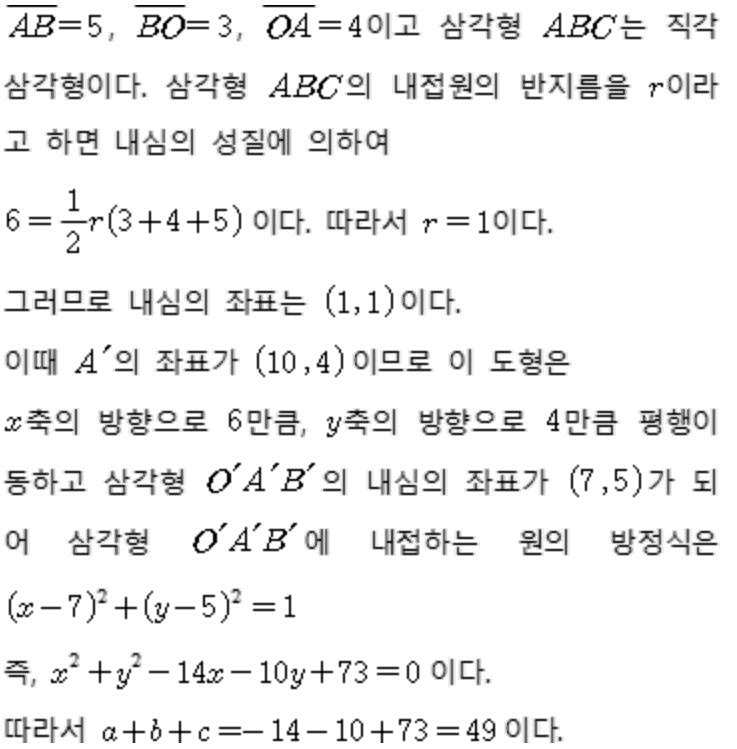 AB=5, BO=3, OA=4이고 삼각형 ABC는 직각
삼각형이다. 삼각형 ABC의 내접원의 반지름을 r이라
고 하면 내심의 성질에 의하여
6=1/2r(3+4+5)이다. 따라서 r=1이다.
그러므로 내심의 좌표는 (1,1)이다.
이때 A′의 좌표가 (10,4)이므로 이 도형은
x축의 방향으로 6만큼, y축의 방향으로 4만큼 평행이
동하고 삼각형 O′A′B′의 내심의 좌표가 (7,5)가 되
어 삼각형 O′A′B′에 내접하는 원의 방정식은
(x-7)²+(y-5)²=1
즉, x²+y²-14x-10y+73=0 이다.
따라서 a+b+c=-14-10+73=49이다.